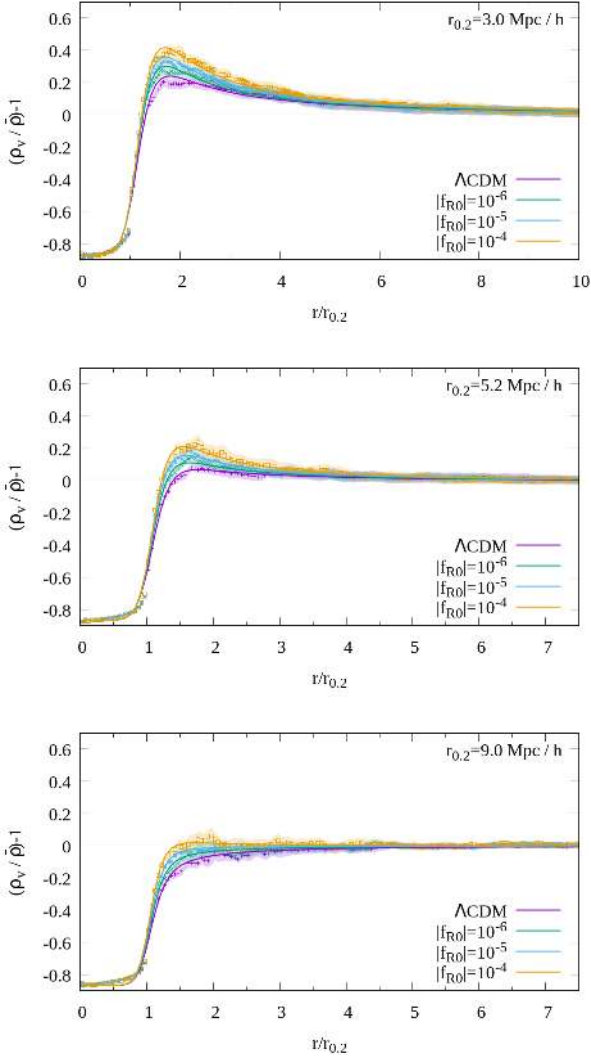 r0.2=3.0 Mpc / h
0.6
0.4
0.2
0
-0.2
-0.4
-0.6
-0.8
(ρv / ρ̄)-1
ΛCDM
|fR0|=10⁻⁶
|fR0|=10⁻⁵
|fR0|=10⁻⁴
0 2 4 6 8 10
r/r0.2
r0.2=5.2 Mpc / h
0.6
0.4
0.2
0
-0.2
-0.4
-0.6
-0.8
(ρv / ρ̄)-1
ΛCDM
|fR0|=10⁻⁶
|fR0|=10⁻⁵
|fR0|=10⁻⁴
0 1 2 3 4 5 6 7
r/r0.2
r0.2=9.0 Mpc / h
0.6
0.4
0.2
0
-0.2
-0.4
-0.6
-0.8
(ρv / ρ̄)-1
ΛCDM
|fR0|=10⁻⁶
|fR0|=10⁻⁵
|fR0|=10⁻⁴
0 1 2 3 4 5 6 7
r/r0.2